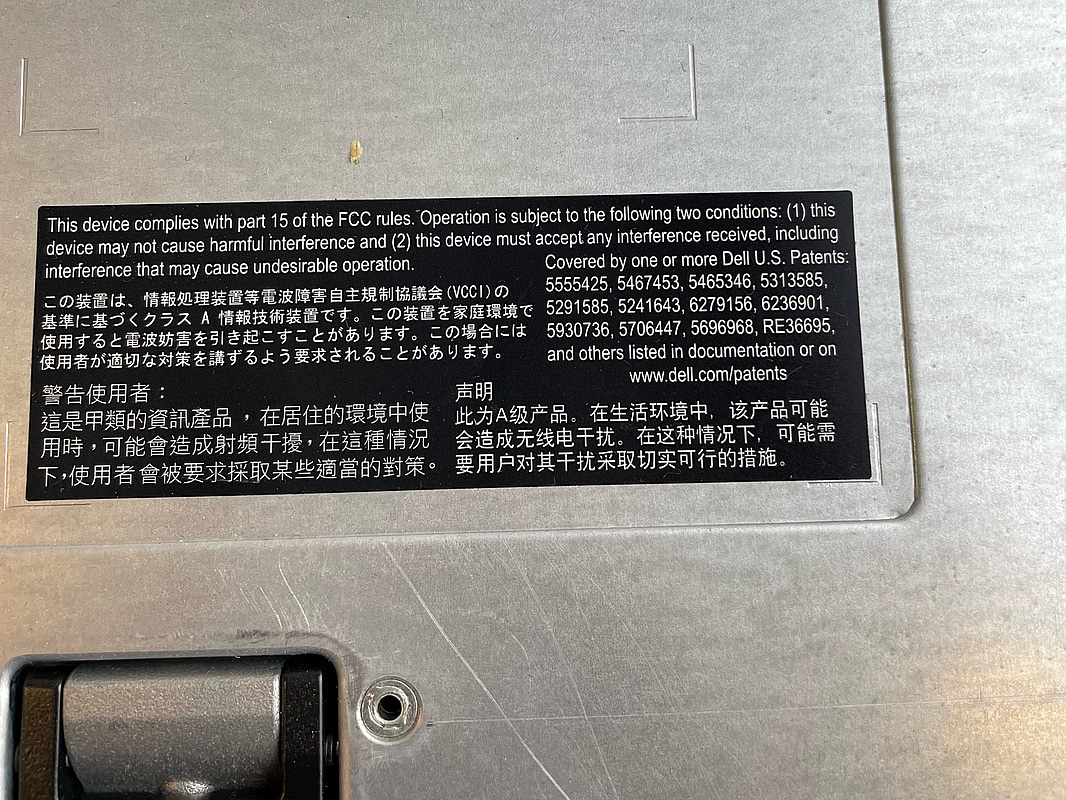 This device complies with part 15 of the FCC rules. Operation is subject to the following two conditions: (1) this
device may not cause harmful interference and (2) this device must accept any interference received, including
interference that may cause undesirable operation.
Covered by one or more Dell U.S. Patents:
5555425, 5467453, 5465346, 5313585,
5291585, 5241643, 6279156, 6236901,
5930736, 5706447, 5696968, RE36695,
and others listed in documentation or on
www.dell.com/patents
この装置は、情報処理装置等電波障害自主規制協議会(VCCI)の
基準に基づくクラス A 情報技術装置です。この装置を家庭環境で
使用すると電波妨害を引き起こすことがあります。この場合には
使用者が適切な対策を講ずるよう要求されることがあります。
警告使用者：
這是甲類的資訊產品，在居住的環境中使
用時，可能會造成射頻干擾，在這種情況
下，使用者會被要求採取某些適當的對策。
声明
此为A级产品。在生活环境中，该产品可能
会造成无线电干扰。在这种情况下，可能需
要用户对其干扰采取切实可行的措施。